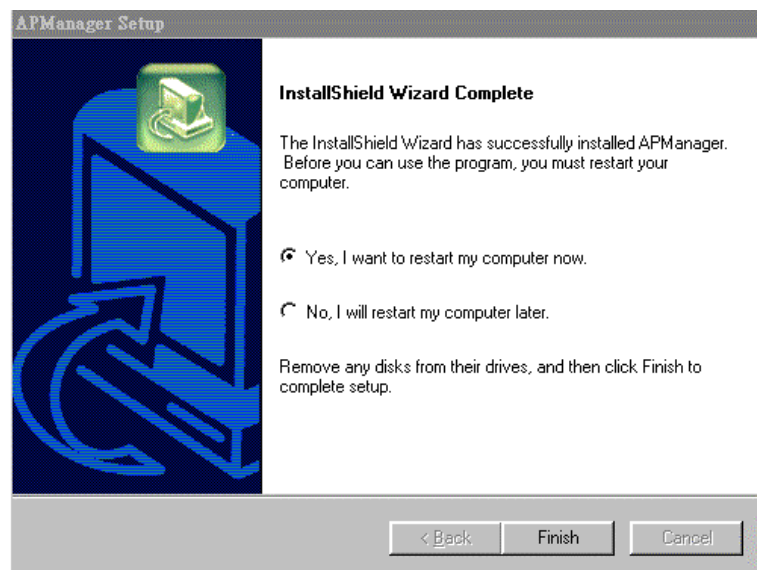 APManager Setup
InstallShield Wizard Complete
The InstallShield Wizard has successfully installed APManager.
Before you can use the program, you must restart your
computer.
Yes, I want to restart my computer now.
No, I will restart my computer later.
Remove any disks from their drives, and then click Finish to
complete setup.
< Back Finish Cancel